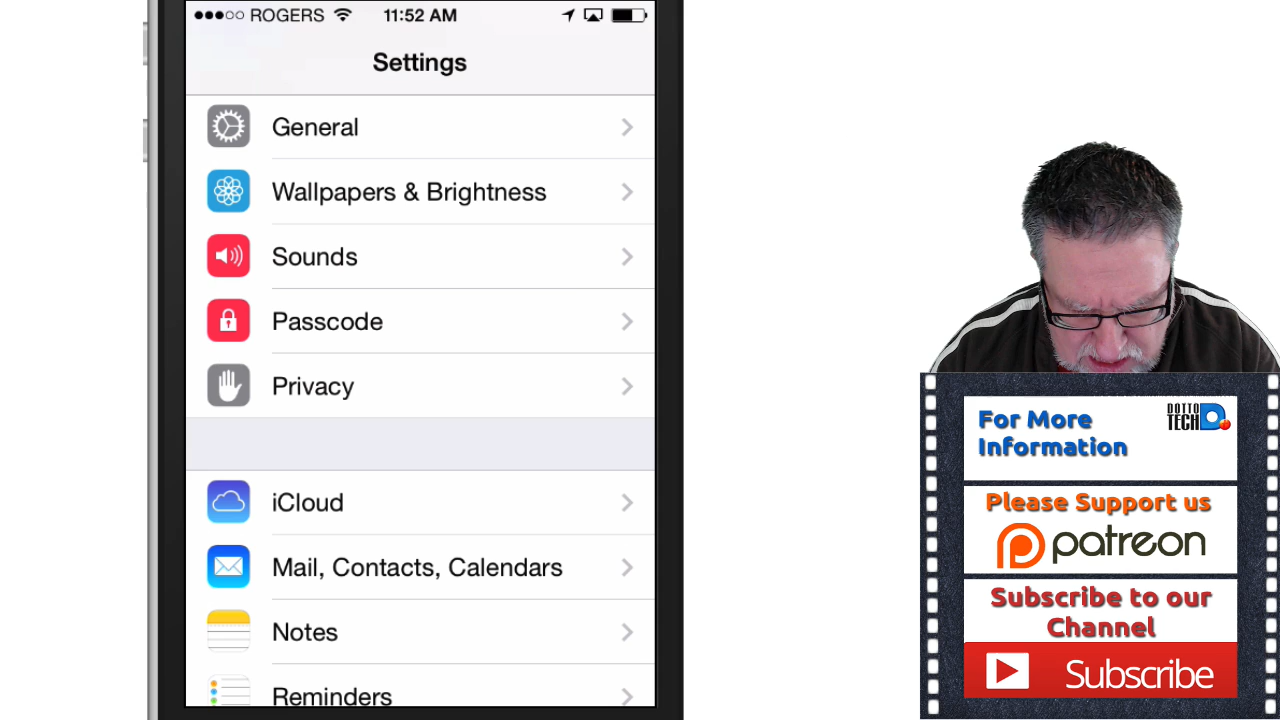 ROGERS 11:52 AM
Settings
General
Wallpapers & Brightness
Sounds
Passcode
Privacy
iCloud
Mail, Contacts, Calendars
Notes
Reminders
For More
Information
DOTTO
TECH
Please Support us
patreon
Subscribe to our
Channel
Subscribe